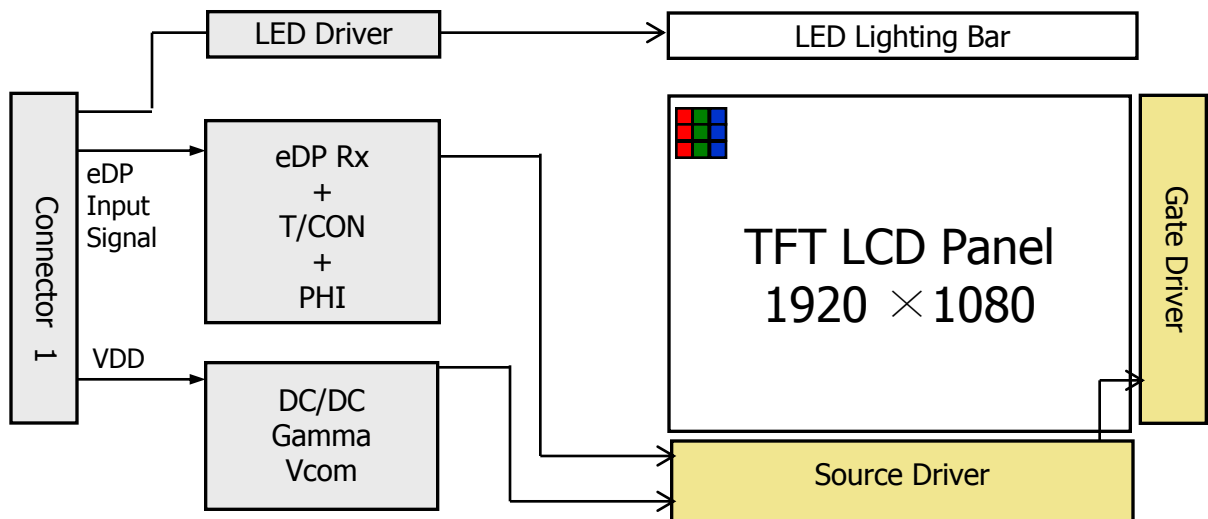 LED Driver
LED Lighting Bar
Connector 1
eDP
Input
Signal
eDP Rx
+
T/CON
+
PHI
TFT LCD Panel
1920 ×1080
Gate Driver
VDD
DC/DC
Gamma
Vcom
Source Driver